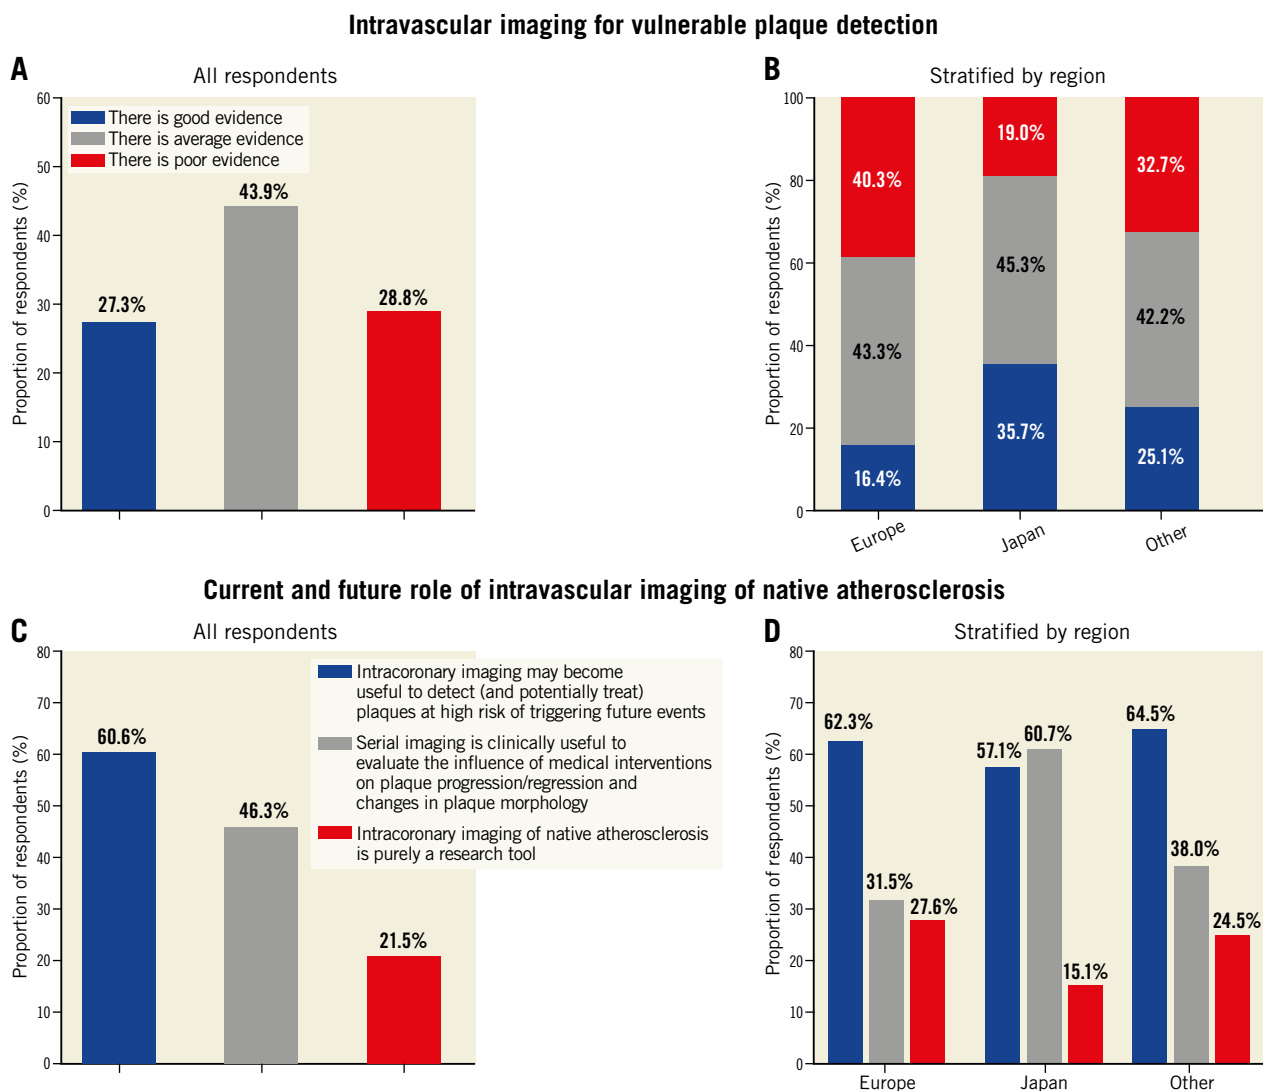 Intravascular imaging for vulnerable plaque detection
A
All respondents
Proportion of respondents (%)
60
50
40
30
20
10
0
There is good evidence
There is average evidence
There is poor evidence
27.3%
43.9%
28.8%
B
Stratified by region
Proportion of respondents (%)
100
80
60
40
20
0
40.3%
43.3%
16.4%
19.0%
45.3%
35.7%
32.7%
42.2%
25.1%
Europe
Japan
Other
Current and future role of intravascular imaging of native atherosclerosis
C
All respondents
Proportion of respondents (%)
80
70
60
50
40
30
20
10
0
60.6%
46.3%
21.5%
Intracoronary imaging may become
useful to detect (and potentially treat)
plaques at high risk of triggering future events
Serial imaging is clinically useful to
evaluate the influence of medical interventions
on plaque progression/regression and
changes in plaque morphology
Intracoronary imaging of native atherosclerosis
is purely a research tool
D
Stratified by region
Proportion of respondents (%)
80
70
60
50
40
30
20
10
0
62.3%
31.5%
27.6%
57.1%
60.7%
15.1%
64.5%
38.0%
24.5%
Europe
Japan
Other